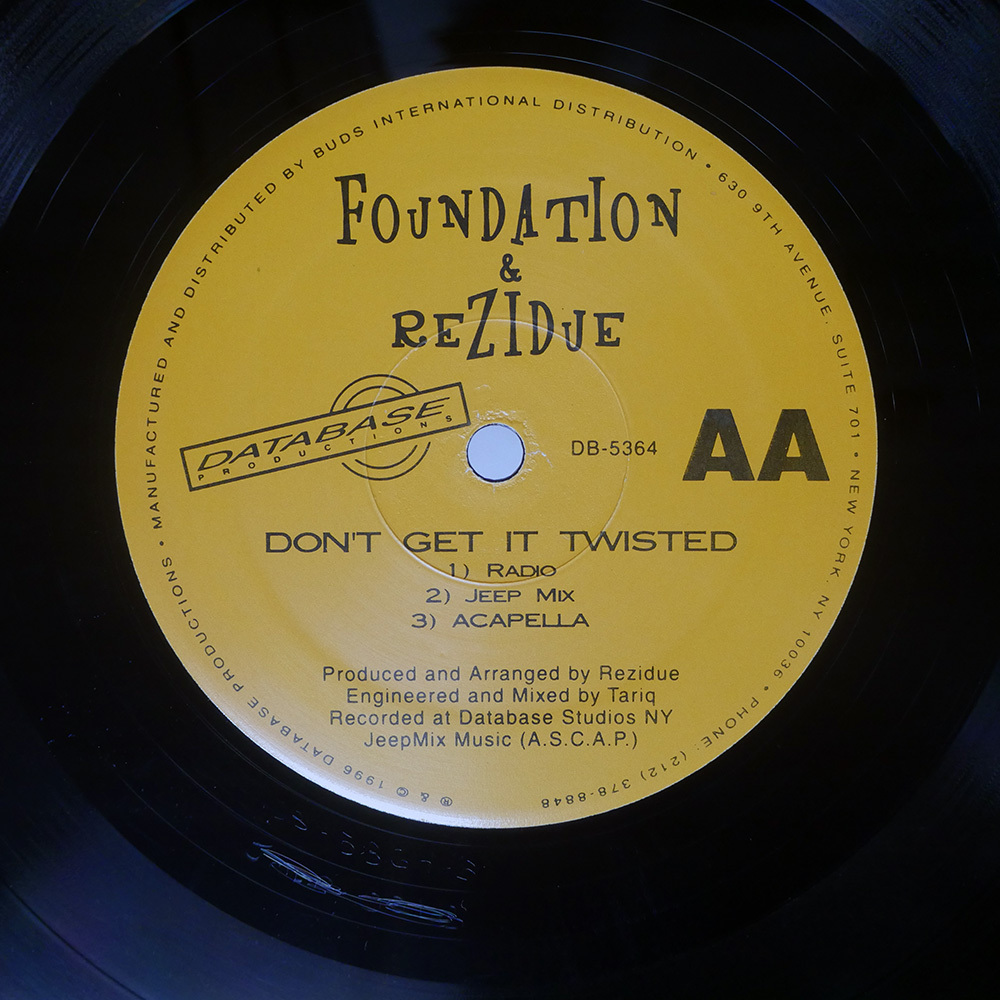 MANUFACTURED AND DISTRIBUTED BY BUDS INTERNATIONAL DISTRIBUTION • 630 9TH AVENUE, SUITE 701 • NEW YORK, NY 10036 • PHONE: (212) 378-8848
FOUNDATION
&
REZIDUE
DATABASE
PRODUCTIONS
DB-5364
AA
DON'T GET IT TWISTED
1) RADIO
2) JEEP MIX
3) ACAPELLA
Produced and Arranged by Rezidue
Engineered and Mixed by Tariq
Recorded at Database Studios NY
JeepMix Music (A.S.C.A.P.)
® & © 1996 DATABASE PRODUCTIONS •